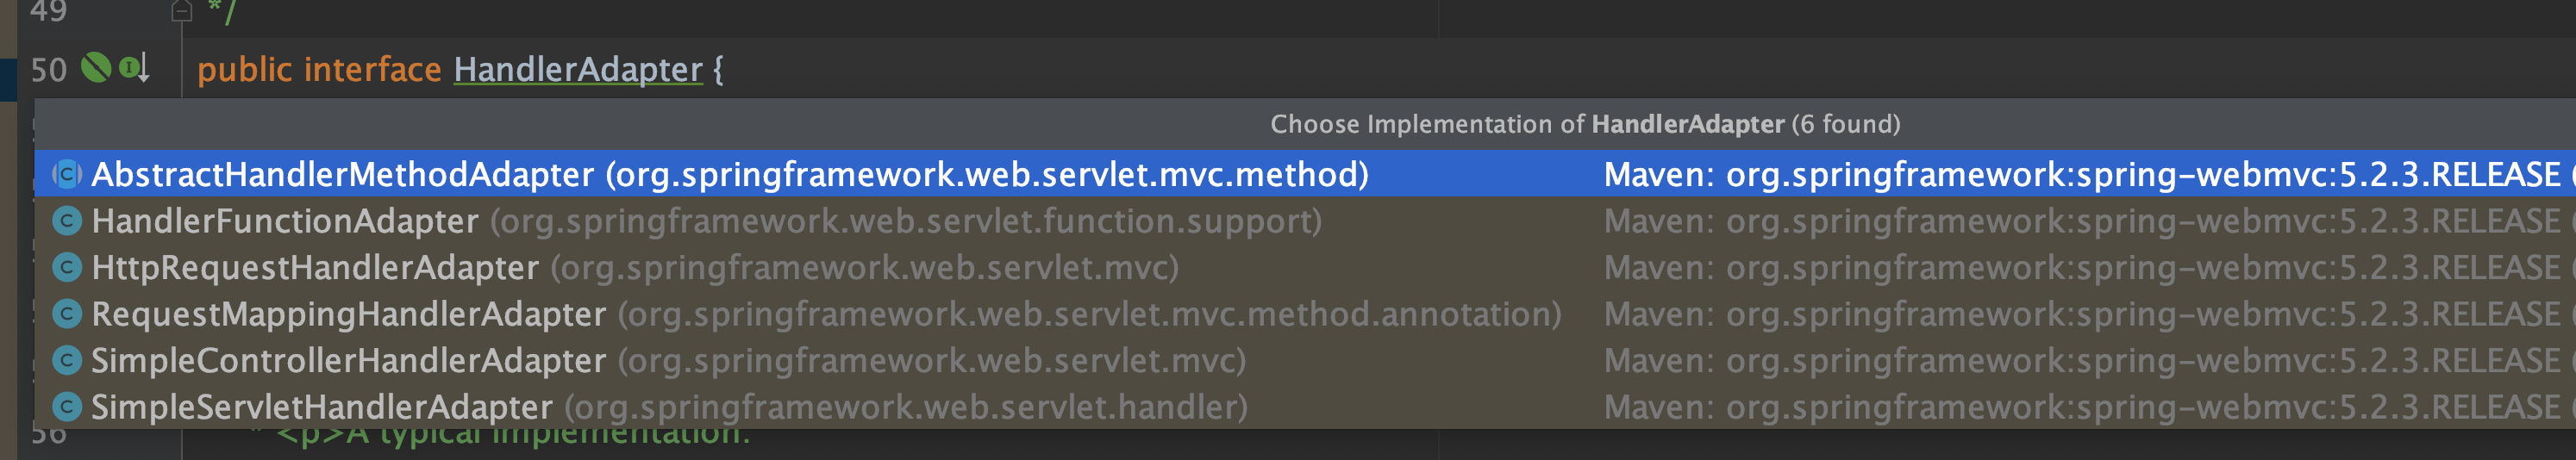 49 */
50 public interface HandlerAdapter {
Choose Implementation of HandlerAdapter (6 found)
AbstractHandlerMethodAdapter (org.springframework.web.servlet.mvc.method) Maven: org.springframework:spring-webmvc:5.2.3.RELEASE (
HandlerFunctionAdapter (org.springframework.web.servlet.function.support) Maven: org.springframework:spring-webmvc:5.2.3.RELEASE (
HttpRequestHandlerAdapter (org.springframework.web.servlet.mvc) Maven: org.springframework:spring-webmvc:5.2.3.RELEASE (
RequestMappingHandlerAdapter (org.springframework.web.servlet.mvc.method.annotation) Maven: org.springframework:spring-webmvc:5.2.3.RELEASE (
SimpleControllerHandlerAdapter (org.springframework.web.servlet.mvc) Maven: org.springframework:spring-webmvc:5.2.3.RELEASE (
SimpleServletHandlerAdapter (org.springframework.web.servlet.handler) Maven: org.springframework:spring-webmvc:5.2.3.RELEASE (
56 * <p>A typical implementation: